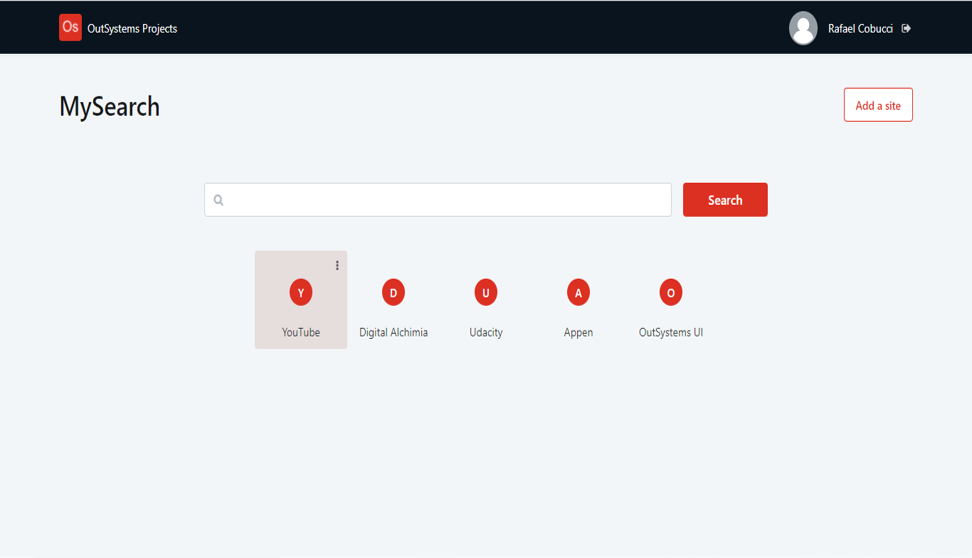 Os OutSystems Projects
Rafael Cobucci
MySearch
Add a site
Search
Y
D
U
A
O
YouTube
Digital Alchimia
Udacity
Appen
OutSystems UI